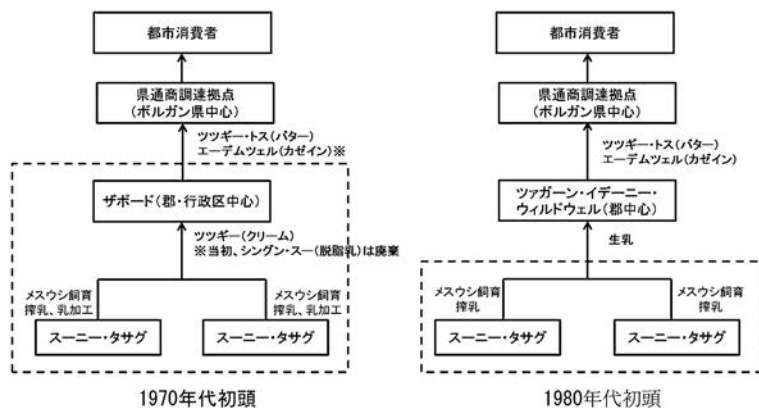 都市消費者
県通商調達拠点
(ボルガン県中心)
ツツギー・トス(バター)
エーデムツェル(カゼイン)※
ザボード(郡・行政区中心)
ツツギー(クリーム)
※当初、シングン・スー(脱脂乳)は廃棄
メスウシ飼育
搾乳、乳加工
メスウシ飼育
搾乳、乳加工
スーニー・タサグ
スーニー・タサグ
1970年代初頭
都市消費者
県通商調達拠点
(ボルガン県中心)
ツツギー・トス(バター)
エーデムツェル(カゼイン)
ツァガーン・イデーニー・
ウィルドウェル(郡中心)
生乳
メスウシ飼育
搾乳
メスウシ飼育
搾乳
スーニー・タサグ
スーニー・タサグ
1980年代初頭